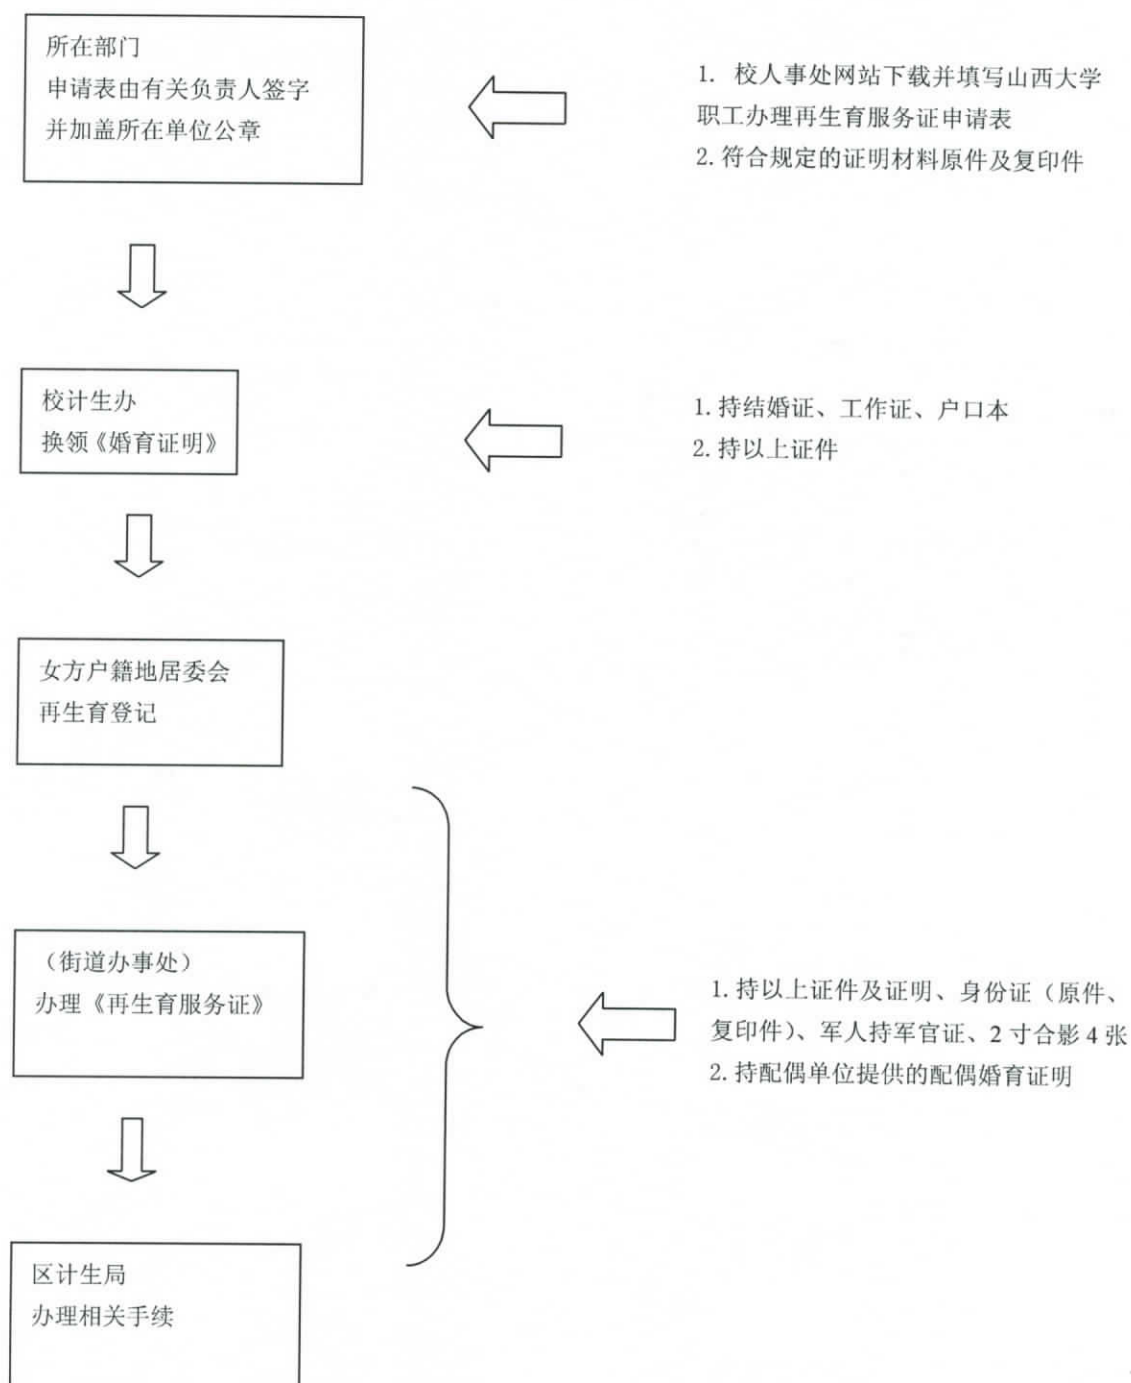 所在部门
申请表由有关负责人签字
并加盖所在单位公章
1. 校人事处网站下载并填写山西大学
职工办理再生育服务证申请表
2. 符合规定的证明材料原件及复印件
校计生办
换领《婚育证明》
1. 持结婚证、工作证、户口本
2. 持以上证件
女方户籍地居委会
再生育登记
（街道办事处）
办理《再生育服务证》
1. 持以上证件及证明、身份证（原件、
复印件）、军人持军官证、2 寸合影 4 张
2. 持配偶单位提供的配偶婚育证明
区计生局
办理相关手续